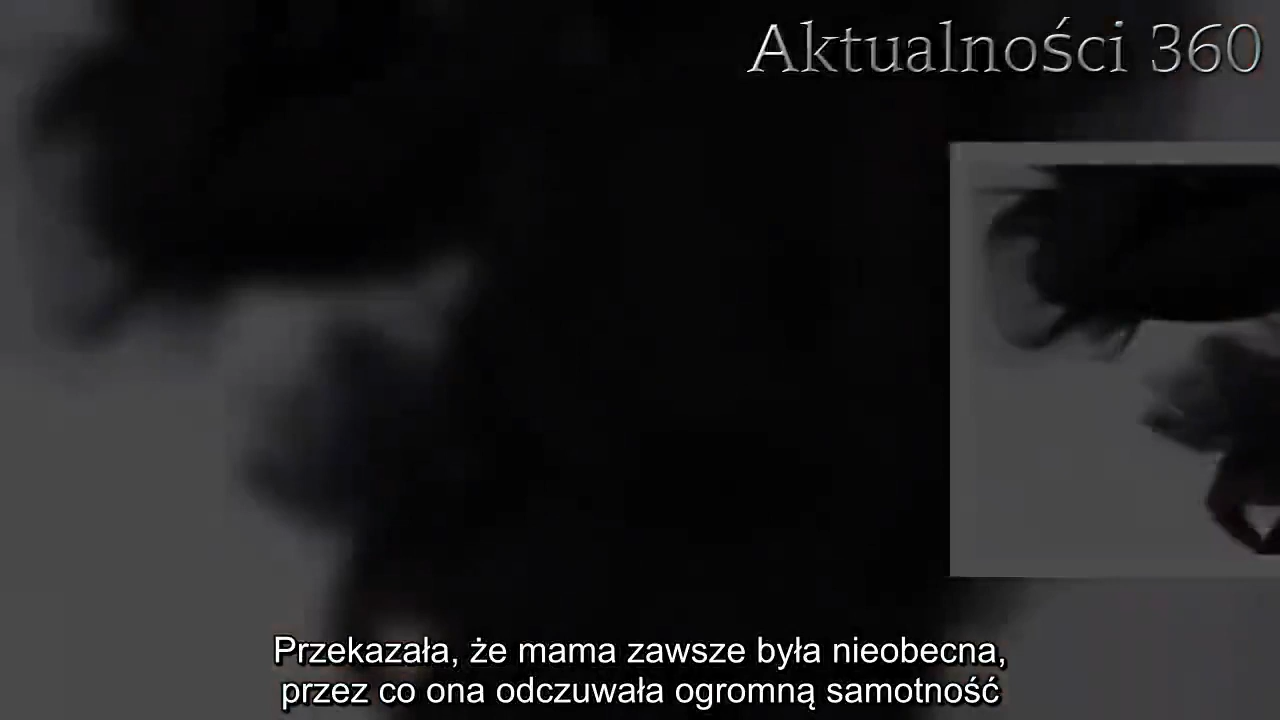 Aktualności 360
Przekazała, że mama zawsze była nieobecna,
przez co ona odczuwała ogromną samotność